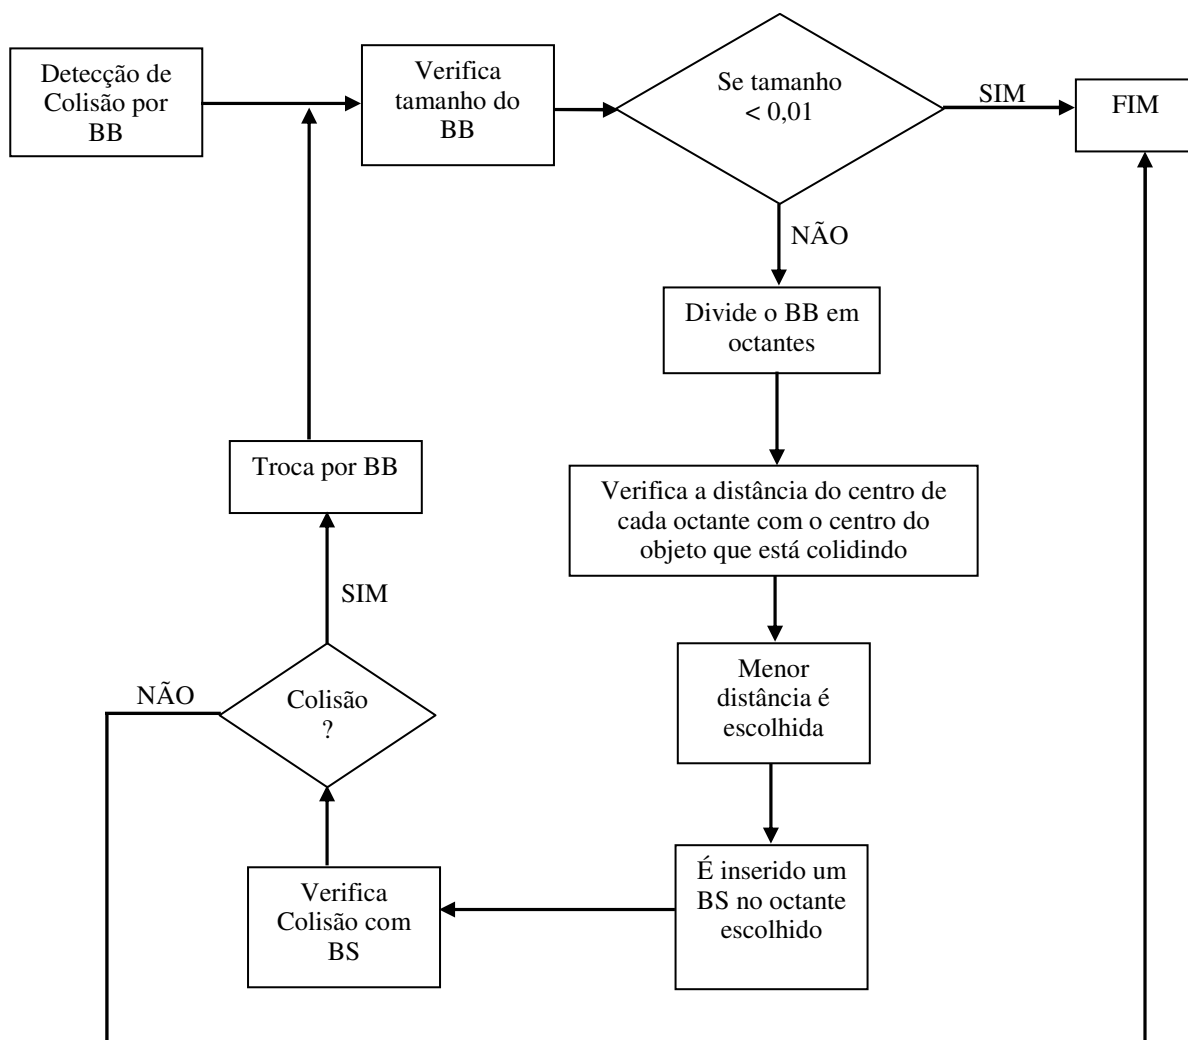 Detecção de
Colisão por
BB
Verifica
tamanho do
BB
Se tamanho
< 0,01
SIM
FIM
NÃO
Divide o BB em
octantes
Troca por BB
Verifica a distância do centro de
cada octante com o centro do
objeto que está colidindo
SIM
NÃO
Colisão
?
Menor
distância é
escolhida
Verifica
Colisão com
BS
É inserido um
BS no octante
escolhido